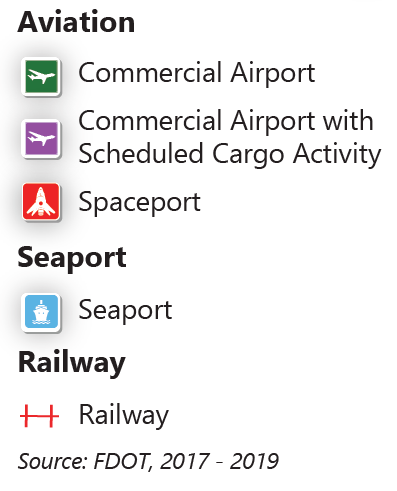 Aviation
Commercial Airport
Commercial Airport with
Scheduled Cargo Activity
Spaceport
Seaport
Seaport
Railway
Railway
Source: FDOT, 2017 - 2019